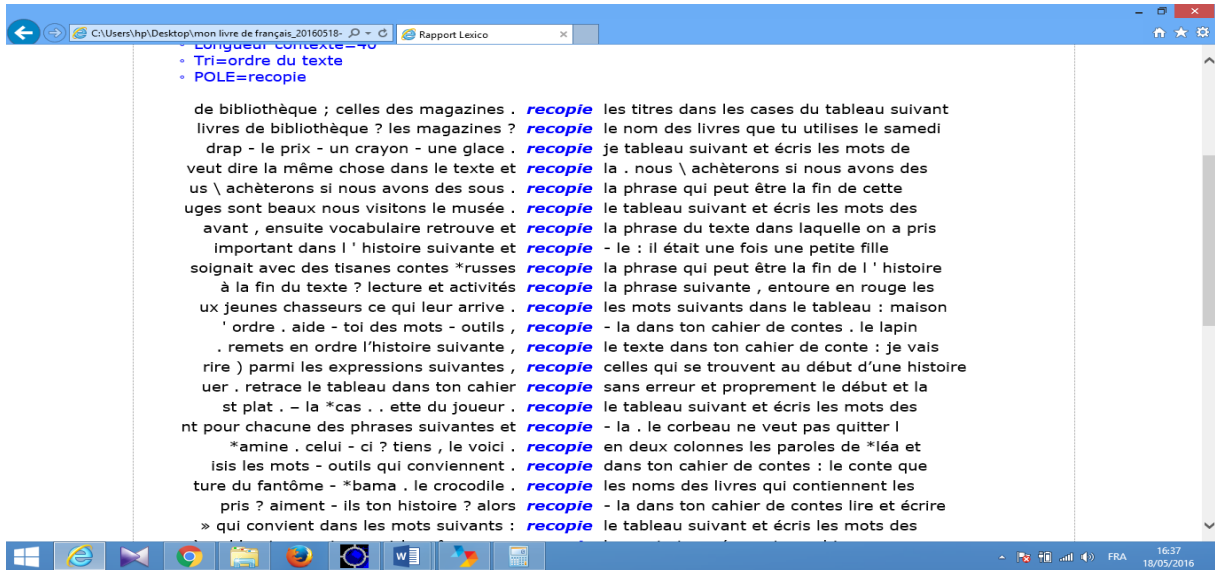 C:\Users\hp\Desktop\mon livre de français_20160518-
Rapport Lexico
Longueur contexte=40
Tri=ordre du texte
POLE=recopie
de bibliothèque ; celles des magazines . recopie les titres dans les cases du tableau suivant
livres de bibliothèque ? les magazines ? recopie le nom des livres que tu utilises le samedi
drap - le prix - un crayon - une glace . recopie je tableau suivant et écris les mots de
veut dire la même chose dans le texte et recopie la . nous \ achèterons si nous avons des
us \ achèterons si nous avons des sous . recopie la phrase qui peut être la fin de cette
uges sont beaux nous visitons le musée . recopie le tableau suivant et écris les mots des
avant , ensuite vocabulaire retrouve et recopie la phrase du texte dans laquelle on a pris
important dans l ' histoire suivante et recopie - le : il était une fois une petite fille
soignait avec des tisanes contes *russes recopie la phrase qui peut être la fin de l ' histoire
à la fin du texte ? lecture et activités recopie la phrase suivante , entoure en rouge les
ux jeunes chasseurs ce qui leur arrive . recopie les mots suivants dans le tableau : maison
' ordre . aide - toi des mots - outils , recopie - la dans ton cahier de contes . le lapin
. remets en ordre l’histoire suivante , recopie le texte dans ton cahier de conte : je vais
rire ) parmi les expressions suivantes , recopie celles qui se trouvent au début d’une histoire
uer . retrace le tableau dans ton cahier recopie sans erreur et proprement le début et la
st plat . – la *cas . . ette du joueur . recopie le tableau suivant et écris les mots des
nt pour chacune des phrases suivantes et recopie - la . le corbeau ne veut pas quitter l
*amine . celui - ci ? tiens , le voici . recopie en deux colonnes les paroles de *léa et
isis les mots - outils qui conviennent . recopie dans ton cahier de contes : le conte que
ture du fantôme - *bama . le crocodile . recopie les noms des livres qui contiennent les
pris ? aiment - ils ton histoire ? alors recopie - la dans ton cahier de contes lire et écrire
» qui convient dans les mots suivants : recopie le tableau suivant et écris les mots des
FRA
16:37
18/05/2016